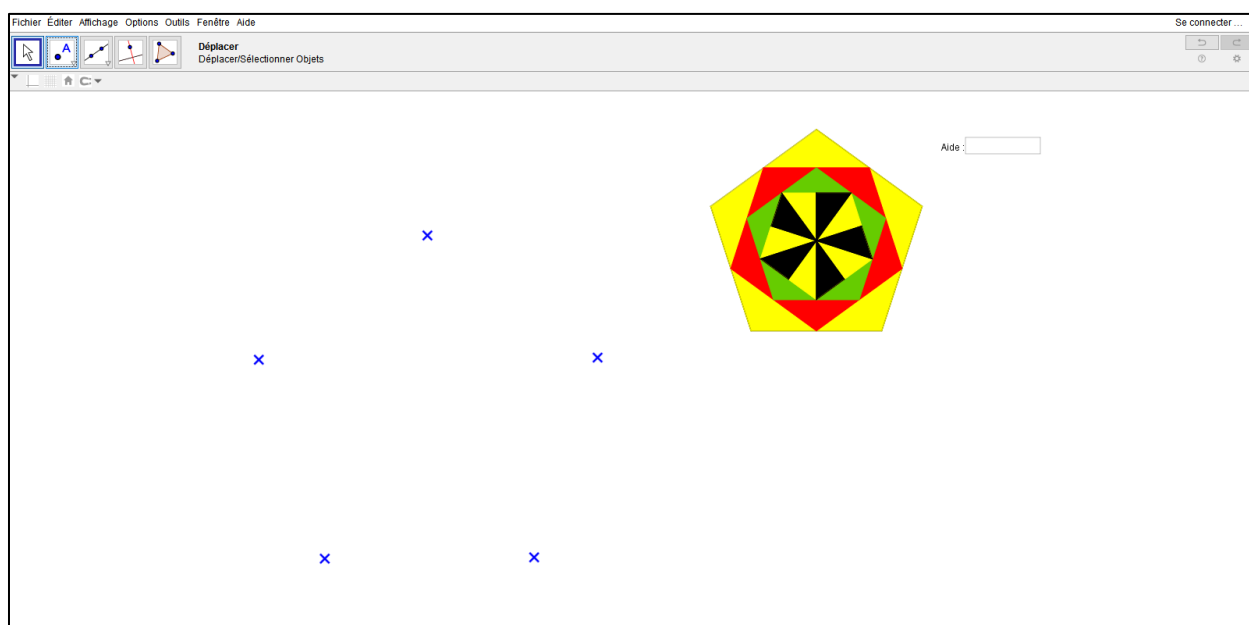 Fichier Éditer Affichage Options Outils Fenêtre Aide Se connecter ...
A
Déplacer
Déplacer/Sélectionner Objets
Aide :